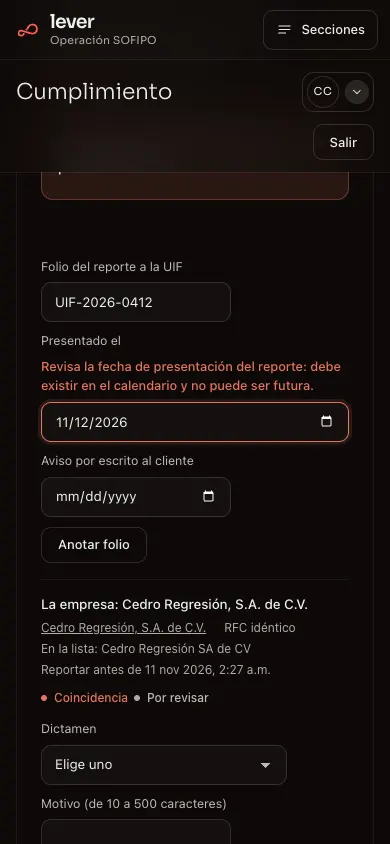 lever
Operación SOFIPO
Secciones
Cumplimiento
CC
Salir
Folio del reporte a la UIF
UIF-2026-0412
Presentado el
Revisa la fecha de presentación del reporte: debe
existir en el calendario y no puede ser futura.
11/12/2026
Aviso por escrito al cliente
mm/dd/yyyy
Anotar folio
La empresa: Cedro Regresión, S.A. de C.V.
Cedro Regresión, S.A. de C.V. RFC idéntico
En la lista: Cedro Regresión SA de CV
Reportar antes de 11 nov 2026, 2:27 a.m.
Coincidencia Por revisar
Dictamen
Elige uno
Motivo (de 10 a 500 caracteres)